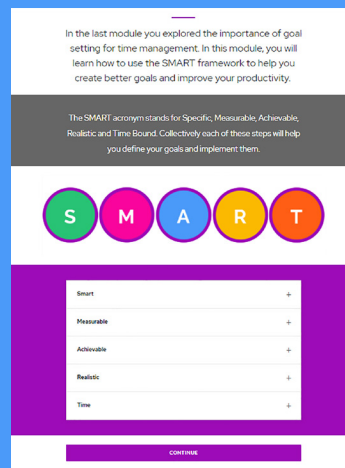 In the last module you explored the importance of goal
setting for time management. In this module, you will
learn how to use the SMART framework to help you
create better goals and improve your productivity.
The SMART acronym stands for Specific, Measurable, Achievable,
Realistic and Time Bound. Collectively each of these steps will help
you define your goals and implement them.
S M A R T
Smart +
Measurable +
Achievable +
Realistic +
Time +
CONTINUE